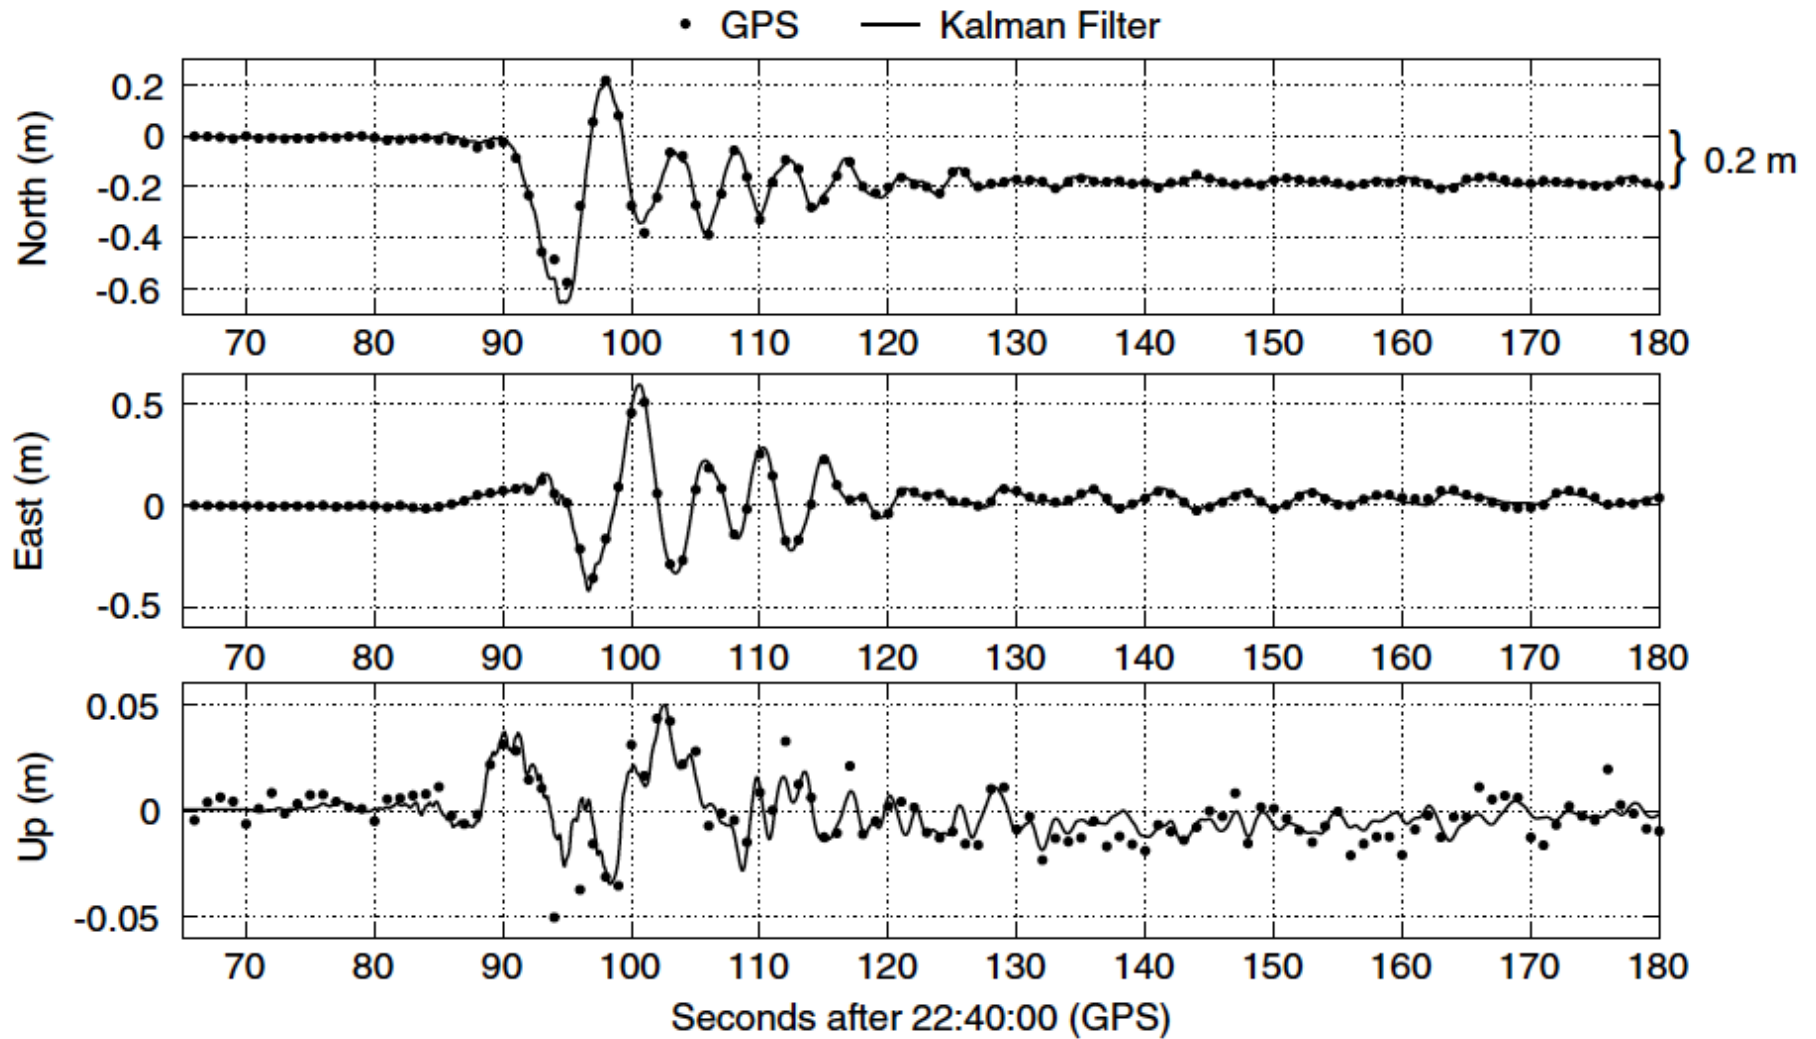 GPS Kalman Filter
North (m)
0.2
0
-0.2
-0.4
-0.6
} 0.2 m
70 80 90 100 110 120 130 140 150 160 170 180
East (m)
0.5
0
-0.5
70 80 90 100 110 120 130 140 150 160 170 180
Up (m)
0.05
0
-0.05
70 80 90 100 110 120 130 140 150 160 170 180
Seconds after 22:40:00 (GPS)